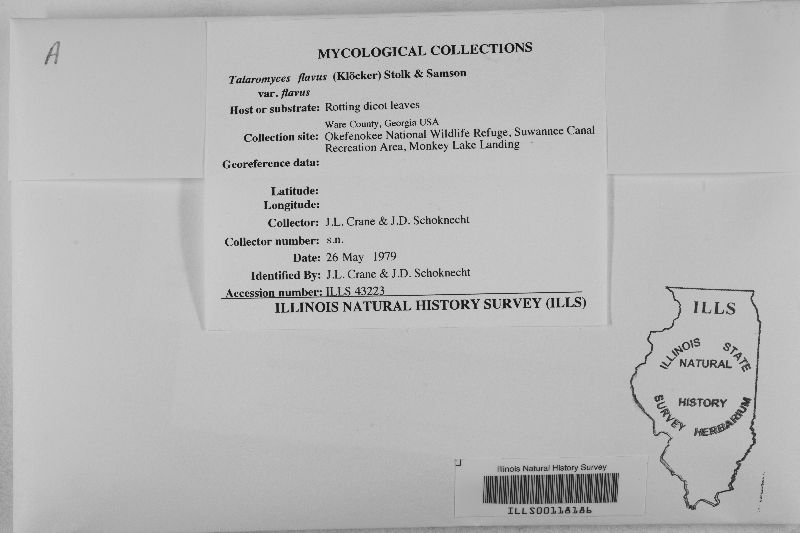 A
MYCOLOGICAL COLLECTIONS
Talaromyces flavus (Klöcker) Stolk & Samson
var. flavus
Host or substrate: Rotting dicot leaves
Ware County, Georgia USA
Collection site: Okefenokee National Wildlife Refuge, Suwannee Canal
Recreation Area, Monkey Lake Landing
Georeference data:
Latitude:
Longitude:
Collector: J.L. Crane & J.D. Schoknecht
Collector number: s.n.
Date: 26 May 1979
Identified By: J.L. Crane & J.D. Schoknecht
Accession number: ILLS 43223
ILLINOIS NATURAL HISTORY SURVEY (ILLS)
ILLS
ILLINOIS STATE
NATURAL
HISTORY
SURVEY HERBARIUM
Illinois Natural History Survey
ILLS00118186